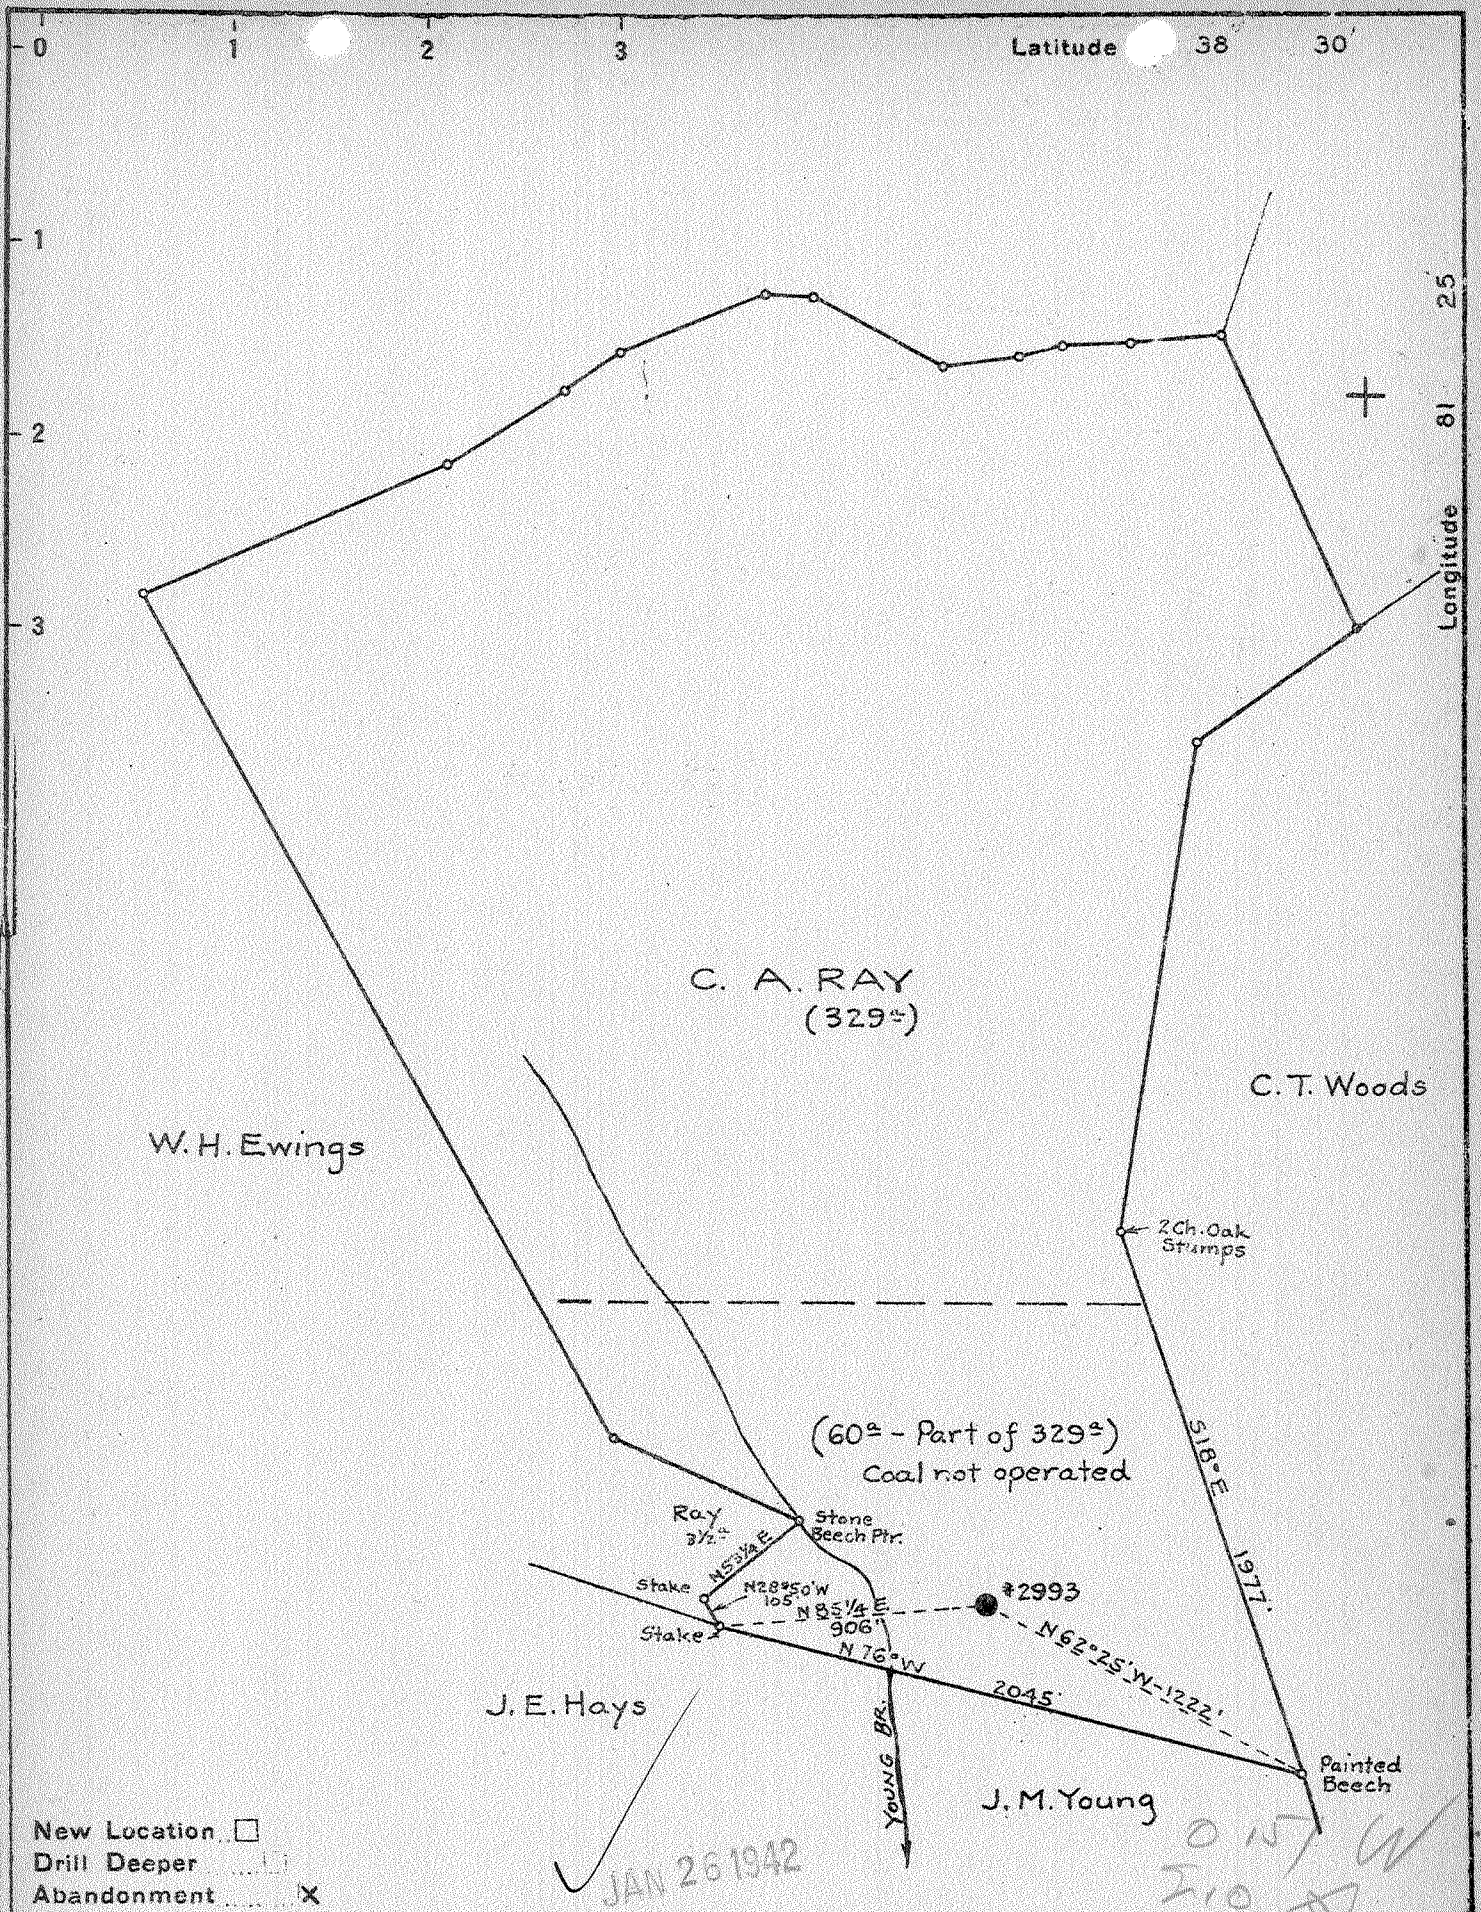 0 1 2 3 Latitude 38 30'
1
2
3
Longitude 81 25
C. A. RAY
(329ª)
C.T. Woods
W.H. Ewings
2 Ch. Oak
Stumps
(60ª - Part of 329ª)
Coal not operated
S18°E 1977'
Ray
3½ª
Stone
Beech Ptr.
N53¼E
Stake
N28°50'W
105'
N85¼E
906'
#2993
Stake
N76°W
2045'
N62°25'W-1222'
J.E. Hays
YOUNG BR.
Painted
Beech
J.M. Young
New Location
Drill Deeper
Abandonment X
JAN 26 1942